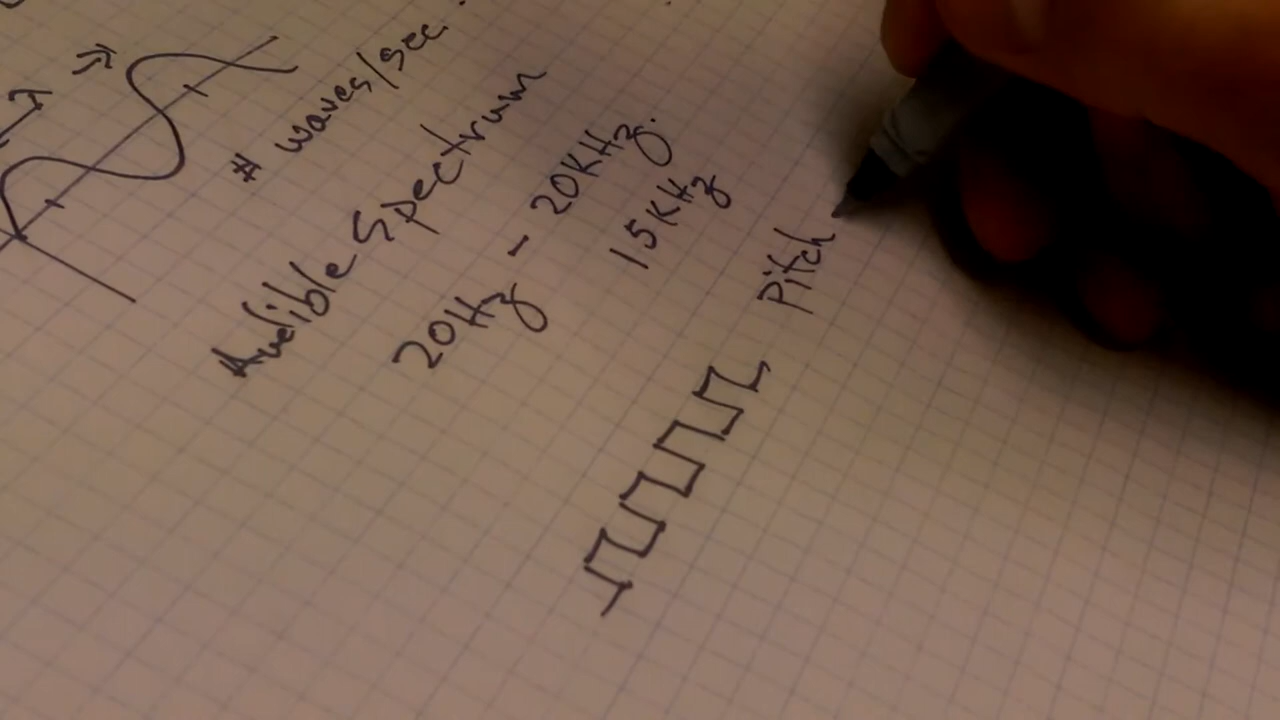 # waves/sec.
Audible Spectrum
20Hz - 20KHz.
15KHz
Pitch